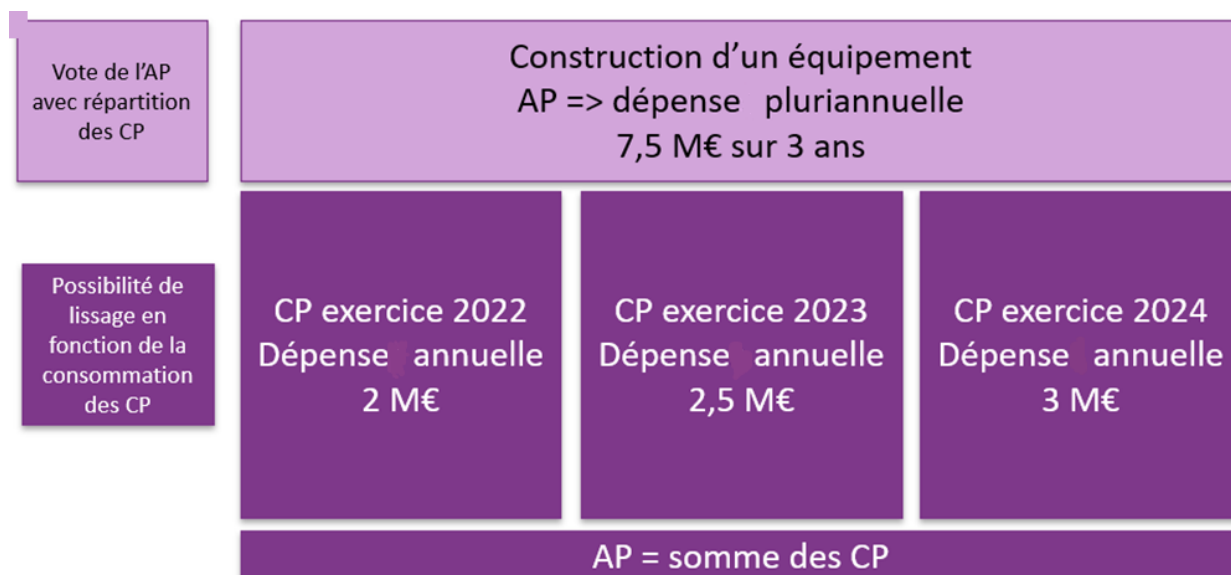 Vote de l'AP
avec répartition
des CP
Construction d'un équipement
AP => dépense pluriannuelle
7,5 M€ sur 3 ans
Possibilité de
lissage en
fonction de la
consommation
des CP
CP exercice 2022
Dépense annuelle
2 M€
CP exercice 2023
Dépense annuelle
2,5 M€
CP exercice 2024
Dépense annuelle
3 M€
AP = somme des CP